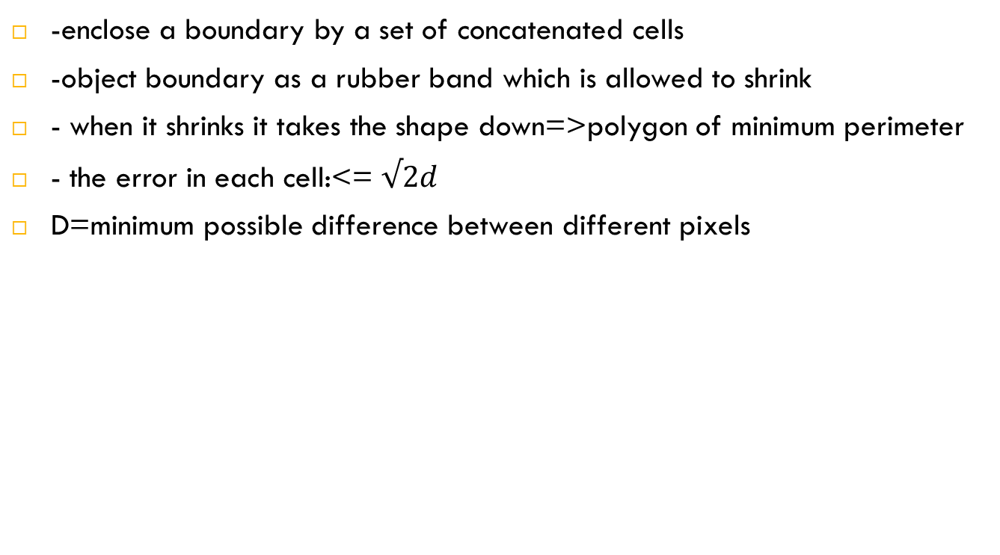 -enclose a boundary by a set of concatenated cells
-object boundary as a rubber band which is allowed to shrink
- when it shrinks it takes the shape down=>polygon of minimum perimeter
- the error in each cell:<= √2d
D=minimum possible difference between different pixels